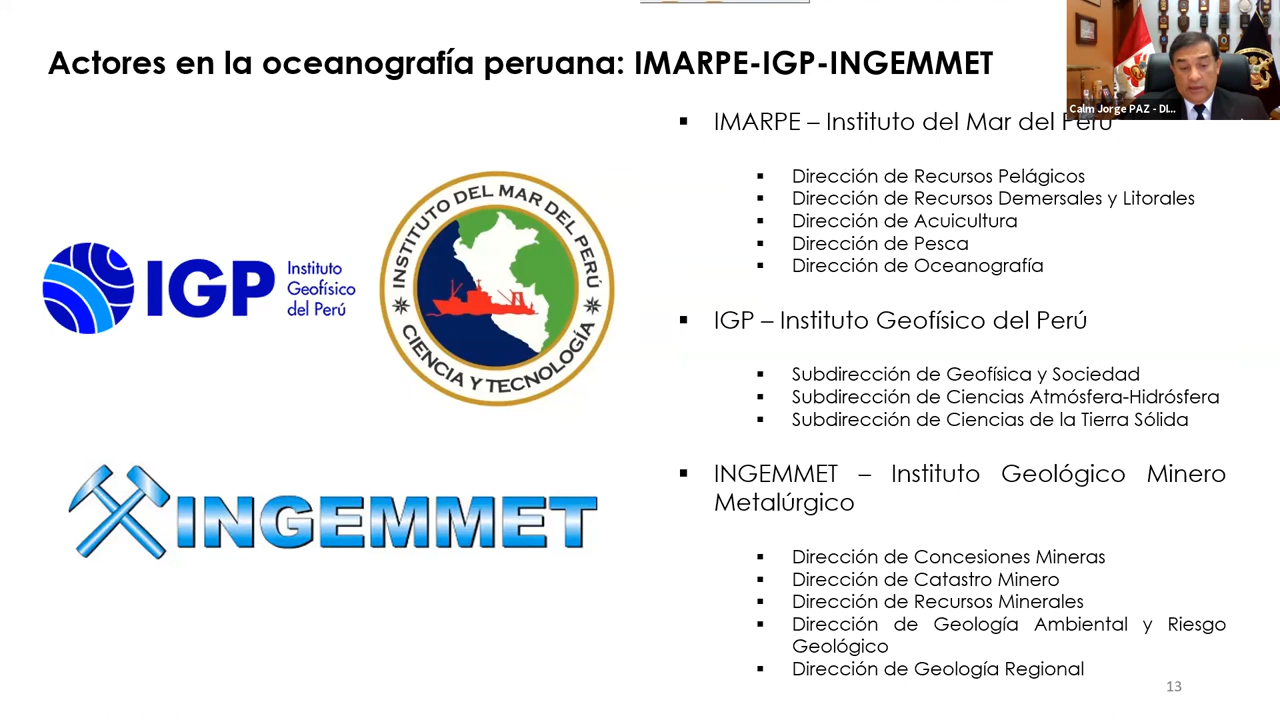 Actores en la oceanografía peruana: IMARPE-IGP-INGEMMET
Calm Jorge PAZ - DI...
IGP
Instituto
Geofísico
del Perú
INSTITUTO DEL MAR DEL PERÚ
CIENCIA Y TECNOLOGÍA
INGEMMET
▪ IMARPE – Instituto del Mar del Perú
▪ Dirección de Recursos Pelágicos
▪ Dirección de Recursos Demersales y Litorales
▪ Dirección de Acuicultura
▪ Dirección de Pesca
▪ Dirección de Oceanografía
▪ IGP – Instituto Geofísico del Perú
▪ Subdirección de Geofísica y Sociedad
▪ Subdirección de Ciencias Atmósfera-Hidrósfera
▪ Subdirección de Ciencias de la Tierra Sólida
▪ INGEMMET – Instituto Geológico Minero
Metalúrgico
▪ Dirección de Concesiones Mineras
▪ Dirección de Catastro Minero
▪ Dirección de Recursos Minerales
▪ Dirección de Geología Ambiental y Riesgo
Geológico
▪ Dirección de Geología Regional
13